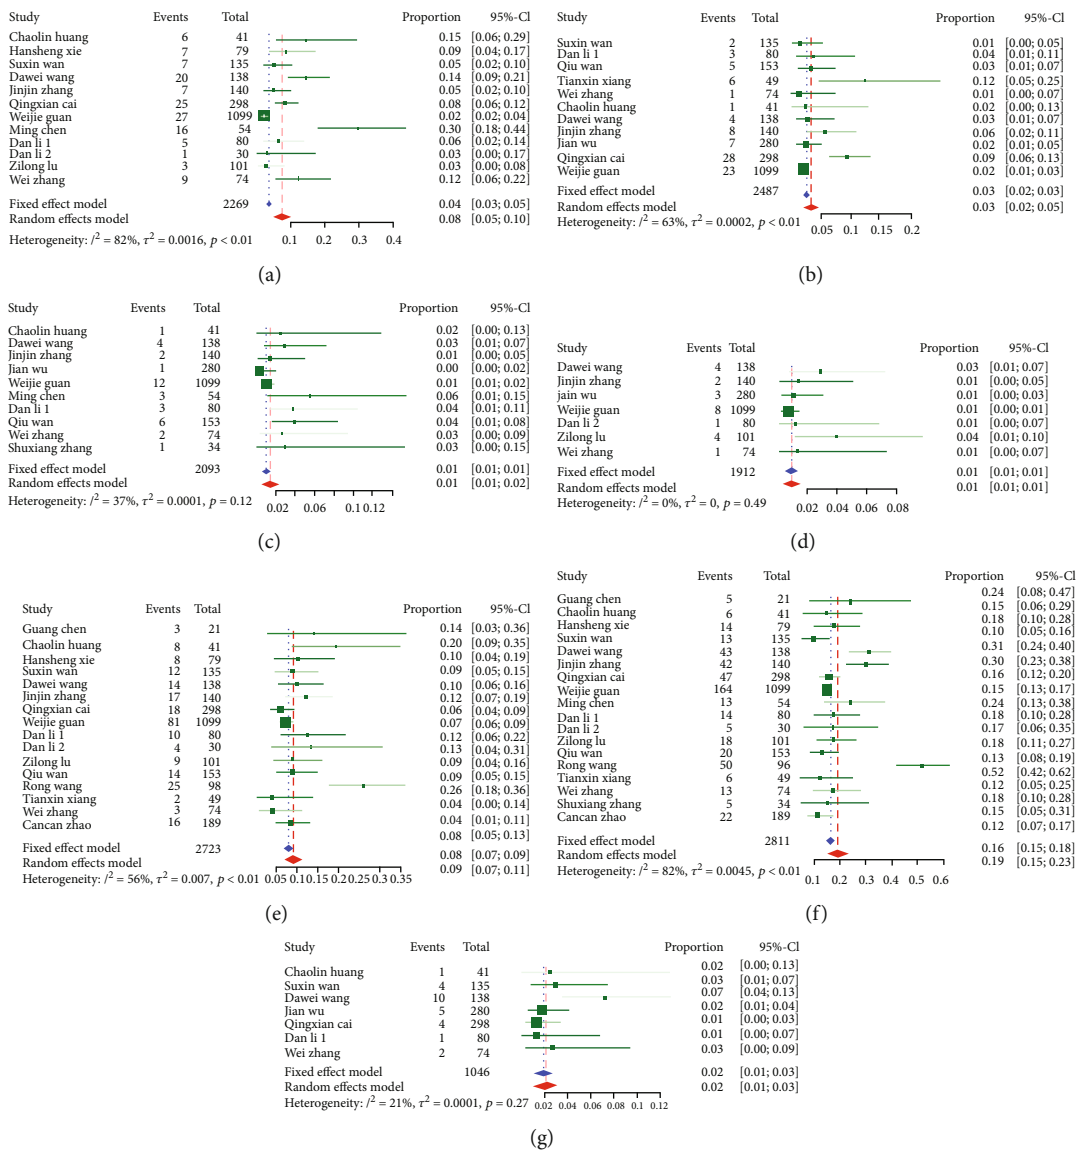 Study Events Total Proportion 95%-CI
Chaolin huang 6 41 0.15 [0.06; 0.29]
Hansheng xie 7 79 0.09 [0.04; 0.17]
Suxin wan 7 135 0.05 [0.02; 0.10]
Dawei wang 20 138 0.14 [0.09; 0.21]
Jinjin zhang 7 140 0.05 [0.02; 0.10]
Qingxian cai 25 298 0.08 [0.06; 0.12]
Weijie guan 27 1099 0.02 [0.02; 0.04]
Ming chen 16 54 0.30 [0.18; 0.44]
Dan li 1 5 80 0.06 [0.02; 0.14]
Dan li 2 1 30 0.03 [0.00; 0.17]
Zilong lu 3 101 0.03 [0.00; 0.08]
Wei zhang 9 74 0.12 [0.06; 0.22]
Fixed effect model 2269 0.04 [0.03; 0.05]
Random effects model 0.08 [0.05; 0.10]
Heterogeneity: I² = 82%, τ² = 0.0016, p < 0.01
0.1 0.2 0.3 0.4
(a)
Study Events Total Proportion 95%-CI
Suxin wan 2 135 0.01 [0.00; 0.05]
Dan li 1 3 80 0.04 [0.01; 0.11]
Qiu wan 5 153 0.03 [0.01; 0.07]
Tianxin xiang 6 49 0.12 [0.05; 0.25]
Wei zhang 1 74 0.01 [0.00; 0.07]
Chaolin huang 1 41 0.02 [0.00; 0.13]
Dawei wang 4 138 0.03 [0.01; 0.07]
Jinjin zhang 8 140 0.06 [0.02; 0.11]
Jian wu 7 280 0.02 [0.01; 0.05]
Qingxian cai 28 298 0.09 [0.06; 0.13]
Weijie guan 23 1099 0.02 [0.01; 0.03]
Fixed effect model 2487 0.03 [0.02; 0.03]
Random effects model 0.03 [0.02; 0.05]
Heterogeneity: I² = 63%, τ² = 0.0002, p < 0.01
0.05 0.1 0.15 0.2
(b)
Study Events Total Proportion 95%-CI
Chaolin huang 1 41 0.02 [0.00; 0.13]
Dawei wang 4 138 0.03 [0.01; 0.07]
Jinjin zhang 2 140 0.01 [0.00; 0.05]
Jian wu 1 280 0.00 [0.00; 0.02]
Weijie guan 12 1099 0.01 [0.01; 0.02]
Ming chen 3 54 0.06 [0.01; 0.15]
Dan li 1 3 80 0.04 [0.01; 0.11]
Qiu wan 6 153 0.04 [0.01; 0.08]
Wei zhang 2 74 0.03 [0.00; 0.09]
Shuxiang zhang 1 34 0.03 [0.00; 0.15]
Fixed effect model 2093 0.01 [0.01; 0.01]
Random effects model 0.01 [0.01; 0.02]
Heterogeneity: I² = 37%, τ² = 0.0001, p = 0.12
0.02 0.06 0.10 0.12
(c)
Study Events Total Proportion 95%-CI
Dawei wang 4 138 0.03 [0.01; 0.07]
Jinjin zhang 2 140 0.01 [0.00; 0.05]
jain wu 3 280 0.01 [0.00; 0.03]
Weijie guan 8 1099 0.01 [0.00; 0.01]
Dan li 2 1 80 0.01 [0.00; 0.07]
Zilong lu 4 101 0.04 [0.01; 0.10]
Wei zhang 1 74 0.01 [0.00; 0.07]
Fixed effect model 1912 0.01 [0.01; 0.01]
Random effects model 0.01 [0.01; 0.01]
Heterogeneity: I² = 0%, τ² = 0, p = 0.49
0.02 0.04 0.06 0.08
(d)
Study Events Total Proportion 95%-CI
Guang chen 3 21 0.14 [0.03; 0.36]
Chaolin huang 8 41 0.20 [0.09; 0.35]
Hansheng xie 8 79 0.10 [0.04; 0.19]
Suxin wan 12 135 0.09 [0.05; 0.15]
Dawei wang 14 138 0.10 [0.06; 0.16]
Jinjin zhang 17 140 0.12 [0.07; 0.19]
Qingxian cai 18 298 0.06 [0.04; 0.09]
Weijie guan 81 1099 0.07 [0.06; 0.09]
Dan li 1 10 80 0.12 [0.06; 0.22]
Dan li 2 4 30 0.13 [0.04; 0.31]
Zilong lu 9 101 0.09 [0.04; 0.16]
Qiu wan 14 153 0.09 [0.05; 0.15]
Rong wang 25 98 0.26 [0.18; 0.36]
Tianxin xiang 2 49 0.04 [0.00; 0.14]
Wei zhang 3 74 0.04 [0.01; 0.11]
Cancan zhao 16 189 0.08 [0.05; 0.13]
Fixed effect model 2723 0.08 [0.07; 0.09]
Random effects model 0.09 [0.07; 0.11]
Heterogeneity: I² = 56%, τ² = 0.007, p < 0.01
0.05 0.1 0.15 0.2 0.25 0.3 0.35
(e)
Study Events Total Proportion 95%-CI
Guang chen 5 21 0.24 [0.08; 0.47]
Chaolin huang 6 41 0.15 [0.06; 0.29]
Hansheng xie 14 79 0.18 [0.10; 0.28]
Suxin wan 13 135 0.10 [0.05; 0.16]
Dawei wang 43 138 0.31 [0.24; 0.40]
Jinjin zhang 42 140 0.30 [0.23; 0.38]
Qingxian cai 47 298 0.16 [0.12; 0.20]
Weijie guan 164 1099 0.15 [0.13; 0.17]
Ming chen 13 54 0.24 [0.13; 0.38]
Dan li 1 14 80 0.18 [0.10; 0.28]
Dan li 2 5 30 0.17 [0.06; 0.35]
Zilong lu 18 101 0.18 [0.11; 0.27]
Qiu wan 20 153 0.13 [0.08; 0.19]
Rong wang 50 96 0.52 [0.42; 0.62]
Tianxin xiang 6 49 0.12 [0.05; 0.25]
Wei zhang 13 74 0.18 [0.10; 0.28]
Shuxiang zhang 5 34 0.15 [0.05; 0.31]
Cancan zhao 22 189 0.12 [0.07; 0.17]
Fixed effect model 2811 0.16 [0.15; 0.18]
Random effects model 0.19 [0.15; 0.23]
Heterogeneity: I² = 82%, τ² = 0.0045, p < 0.01
0.1 0.2 0.3 0.4 0.5 0.6
(f)
Study Events Total Proportion 95%-CI
Chaolin huang 1 41 0.02 [0.00; 0.13]
Suxin wan 4 135 0.03 [0.01; 0.07]
Dawei wang 10 138 0.07 [0.04; 0.13]
Jian wu 5 280 0.02 [0.01; 0.04]
Qingxian cai 4 298 0.01 [0.00; 0.03]
Dan li 1 1 80 0.01 [0.00; 0.07]
Wei zhang 2 74 0.03 [0.00; 0.09]
Fixed effect model 1046 0.02 [0.01; 0.03]
Random effects model 0.02 [0.01; 0.03]
Heterogeneity: I² = 21%, τ² = 0.0001, p = 0.27
0.02 0.04 0.06 0.08 0.1 0.12
(g)